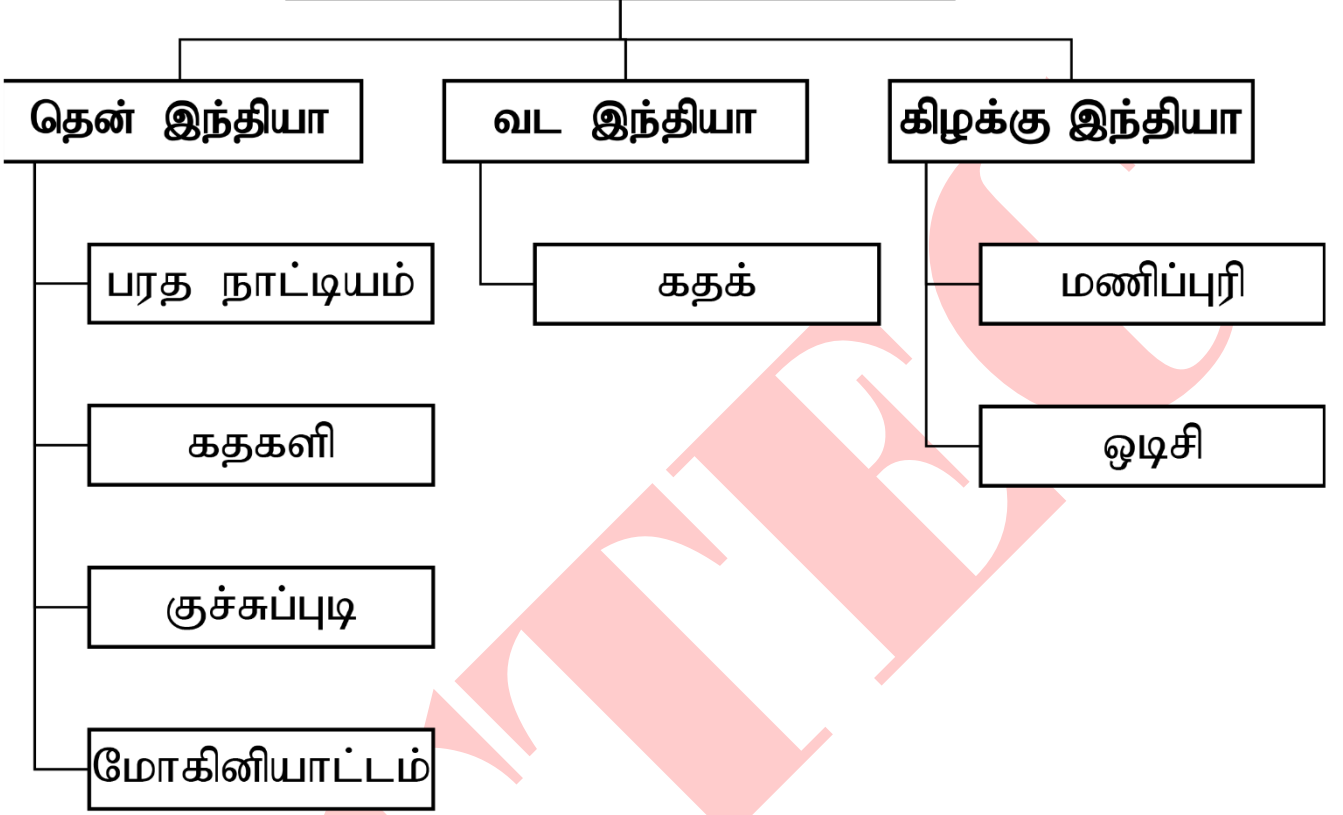 தென் இந்தியா
வட இந்தியா
கிழக்கு இந்தியா
பரத நாட்டியம்
கதக்
மணிப்புரி
கதகளி
ஒடிசி
குச்சுப்புடி
மோகினியாட்டம்